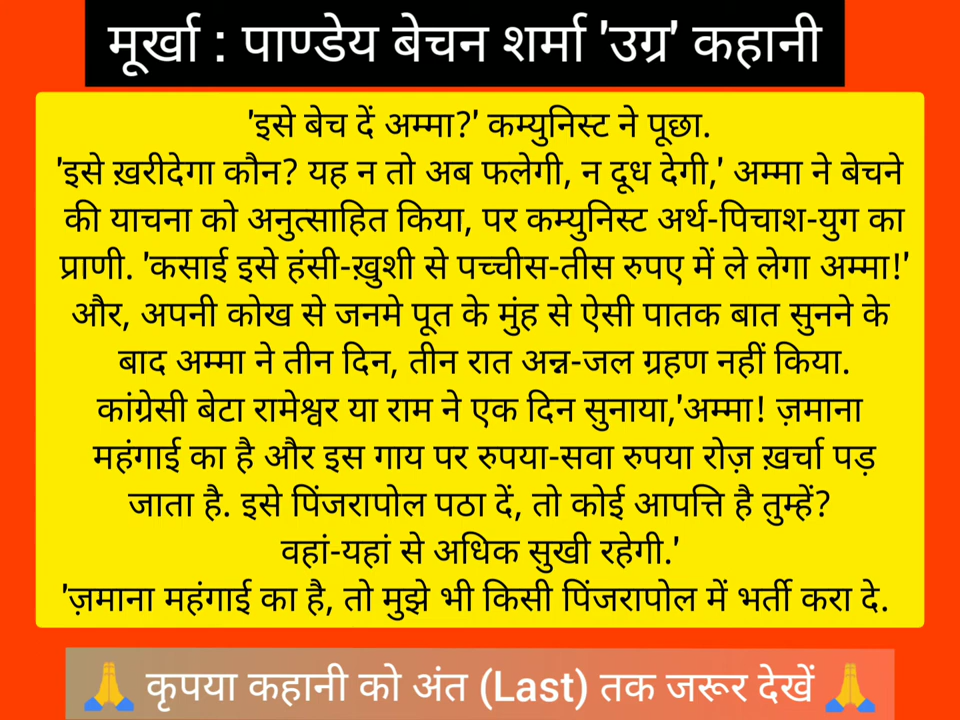 मूर्खा : पाण्डेय बेचन शर्मा 'उग्र' कहानी
'इसे बेच दें अम्मा?' कम्युनिस्ट ने पूछा.
'इसे ख़रीदेगा कौन? यह न तो अब फलेगी, न दूध देगी,' अम्मा ने बेचने
की याचना को अनुत्साहित किया, पर कम्युनिस्ट अर्थ-पिचाश-युग का
प्राणी. 'कसाई इसे हंसी-ख़ुशी से पच्चीस-तीस रुपए में ले लेगा अम्मा!'
और, अपनी कोख से जनमे पूत के मुंह से ऐसी पातक बात सुनने के
बाद अम्मा ने तीन दिन, तीन रात अन्न-जल ग्रहण नहीं किया.
कांग्रेसी बेटा रामेश्वर या राम ने एक दिन सुनाया,'अम्मा! ज़माना
महंगाई का है और इस गाय पर रुपया-सवा रुपया रोज़ ख़र्चा पड़
जाता है. इसे पिंजरापोल पठा दें, तो कोई आपत्ति है तुम्हें?
वहां-यहां से अधिक सुखी रहेगी.'
'ज़माना महंगाई का है, तो मुझे भी किसी पिंजरापोल में भर्ती करा दे.
🙏 कृपया कहानी को अंत (Last) तक जरूर देखें 🙏